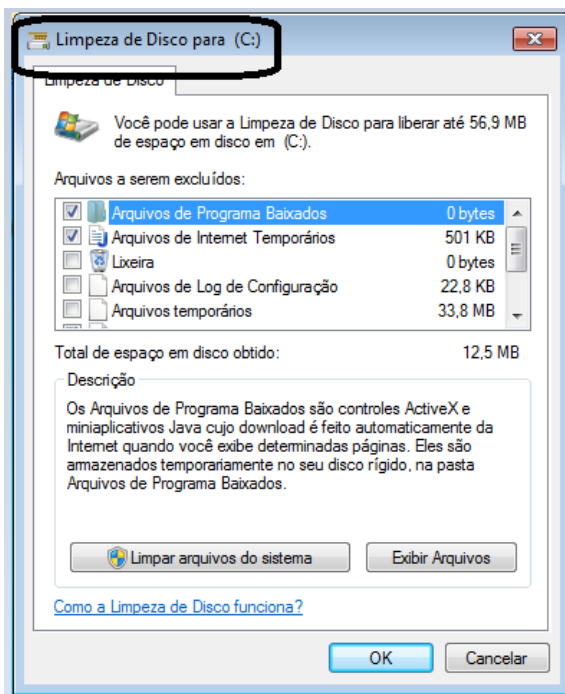 Limpeza de Disco para (C:)
Limpeza de Disco
Você pode usar a Limpeza de Disco para liberar até 56,9 MB
de espaço em disco em (C:).
Arquivos a serem excluídos:
Arquivos de Programa Baixados 0 bytes
Arquivos de Internet Temporários 501 KB
Lixeira 0 bytes
Arquivos de Log de Configuração 22,8 KB
Arquivos temporários 33,8 MB
Total de espaço em disco obtido: 12,5 MB
Descrição
Os Arquivos de Programa Baixados são controles ActiveX e
miniaplicativos Java cujo download é feito automaticamente da
Internet quando você exibe determinadas páginas. Eles são
armazenados temporariamente no seu disco rígido, na pasta
Arquivos de Programa Baixados.
Limpar arquivos do sistema Exibir Arquivos
Como a Limpeza de Disco funciona?
OK Cancelar